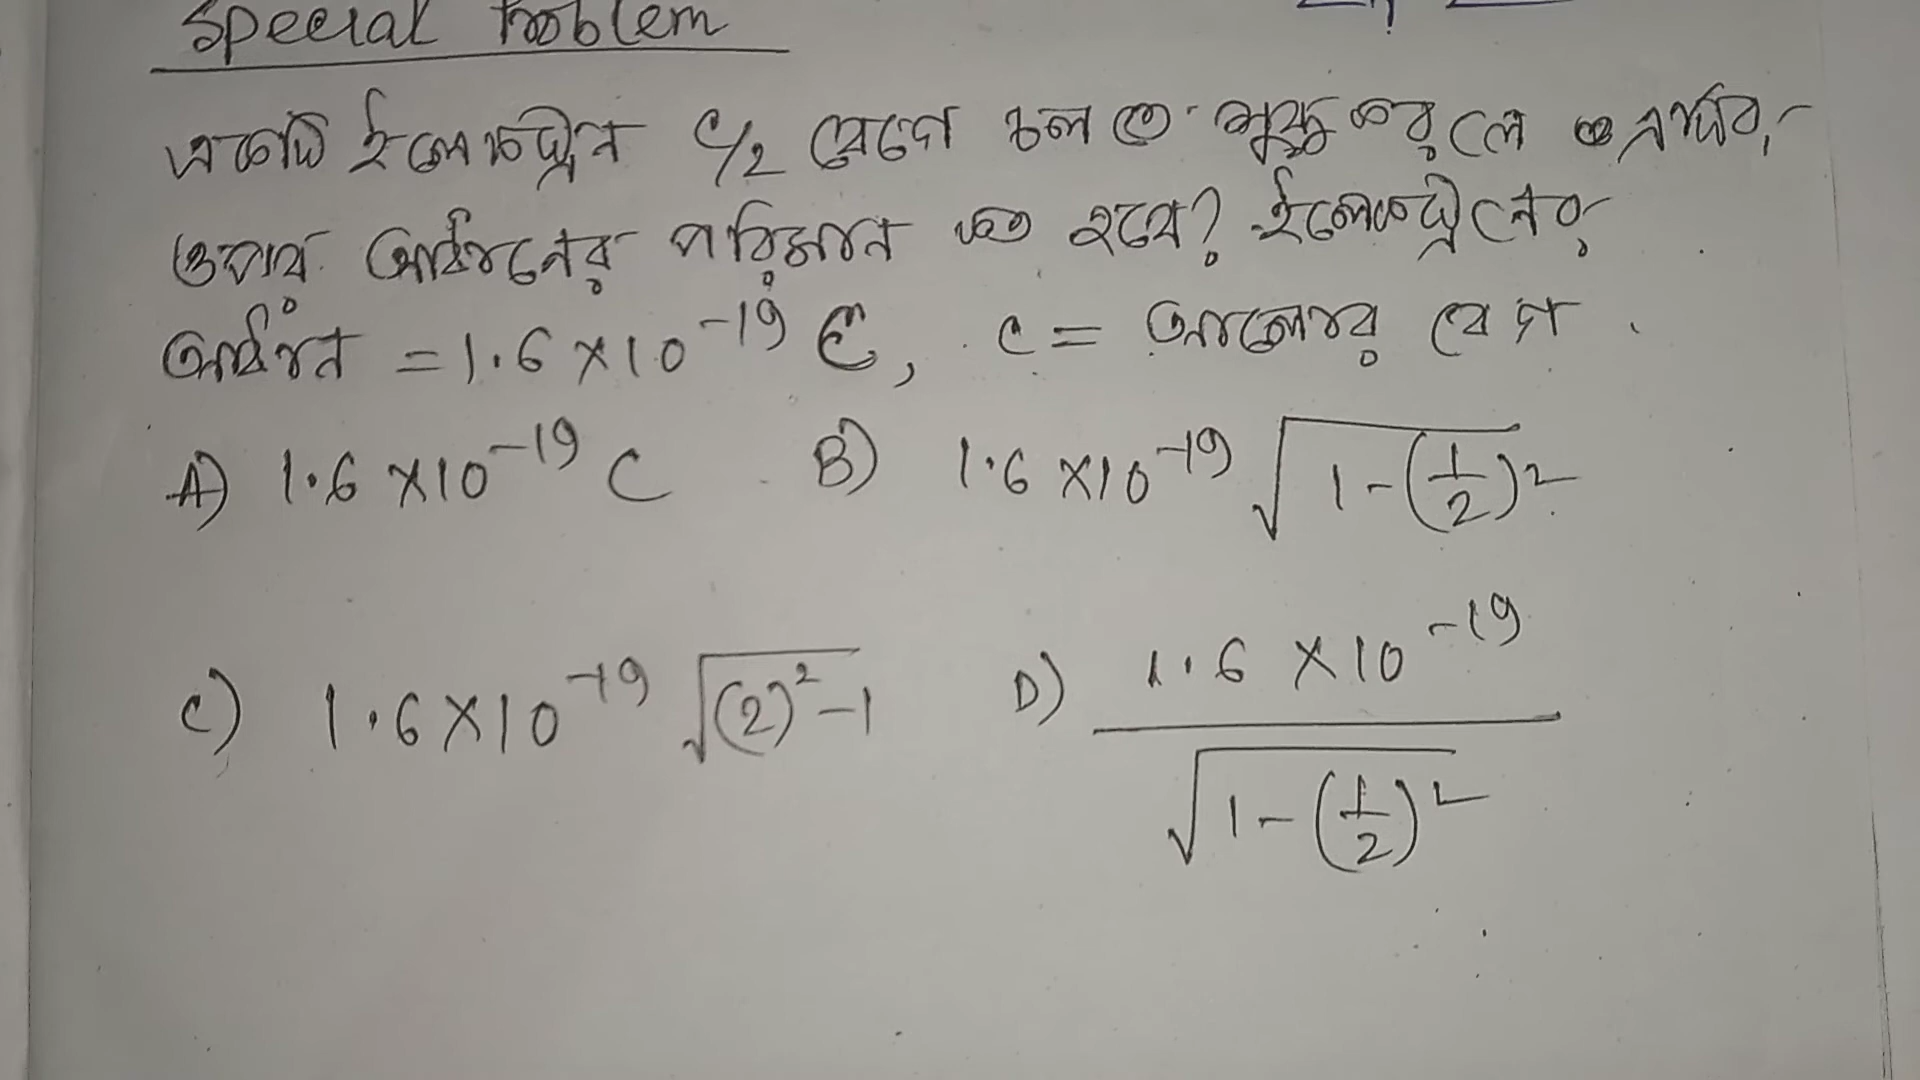 Special Problem
একটি ইলেকট্রন c/2 বেগে চলতে শুরু করলে এটির,
ওপর আধানের পরিমান কত হবে? ইলেকট্রনের
আধান = 1.6 × 10^-19 C, c = আলোর বেগ .
A) 1.6 × 10^-19 C B) 1.6 × 10^-19 √(1-(1/2)^2)
C) 1.6 × 10^-19 √((2)^2-1) D) 1.6 × 10^-19 / √(1-(1/2)^2)